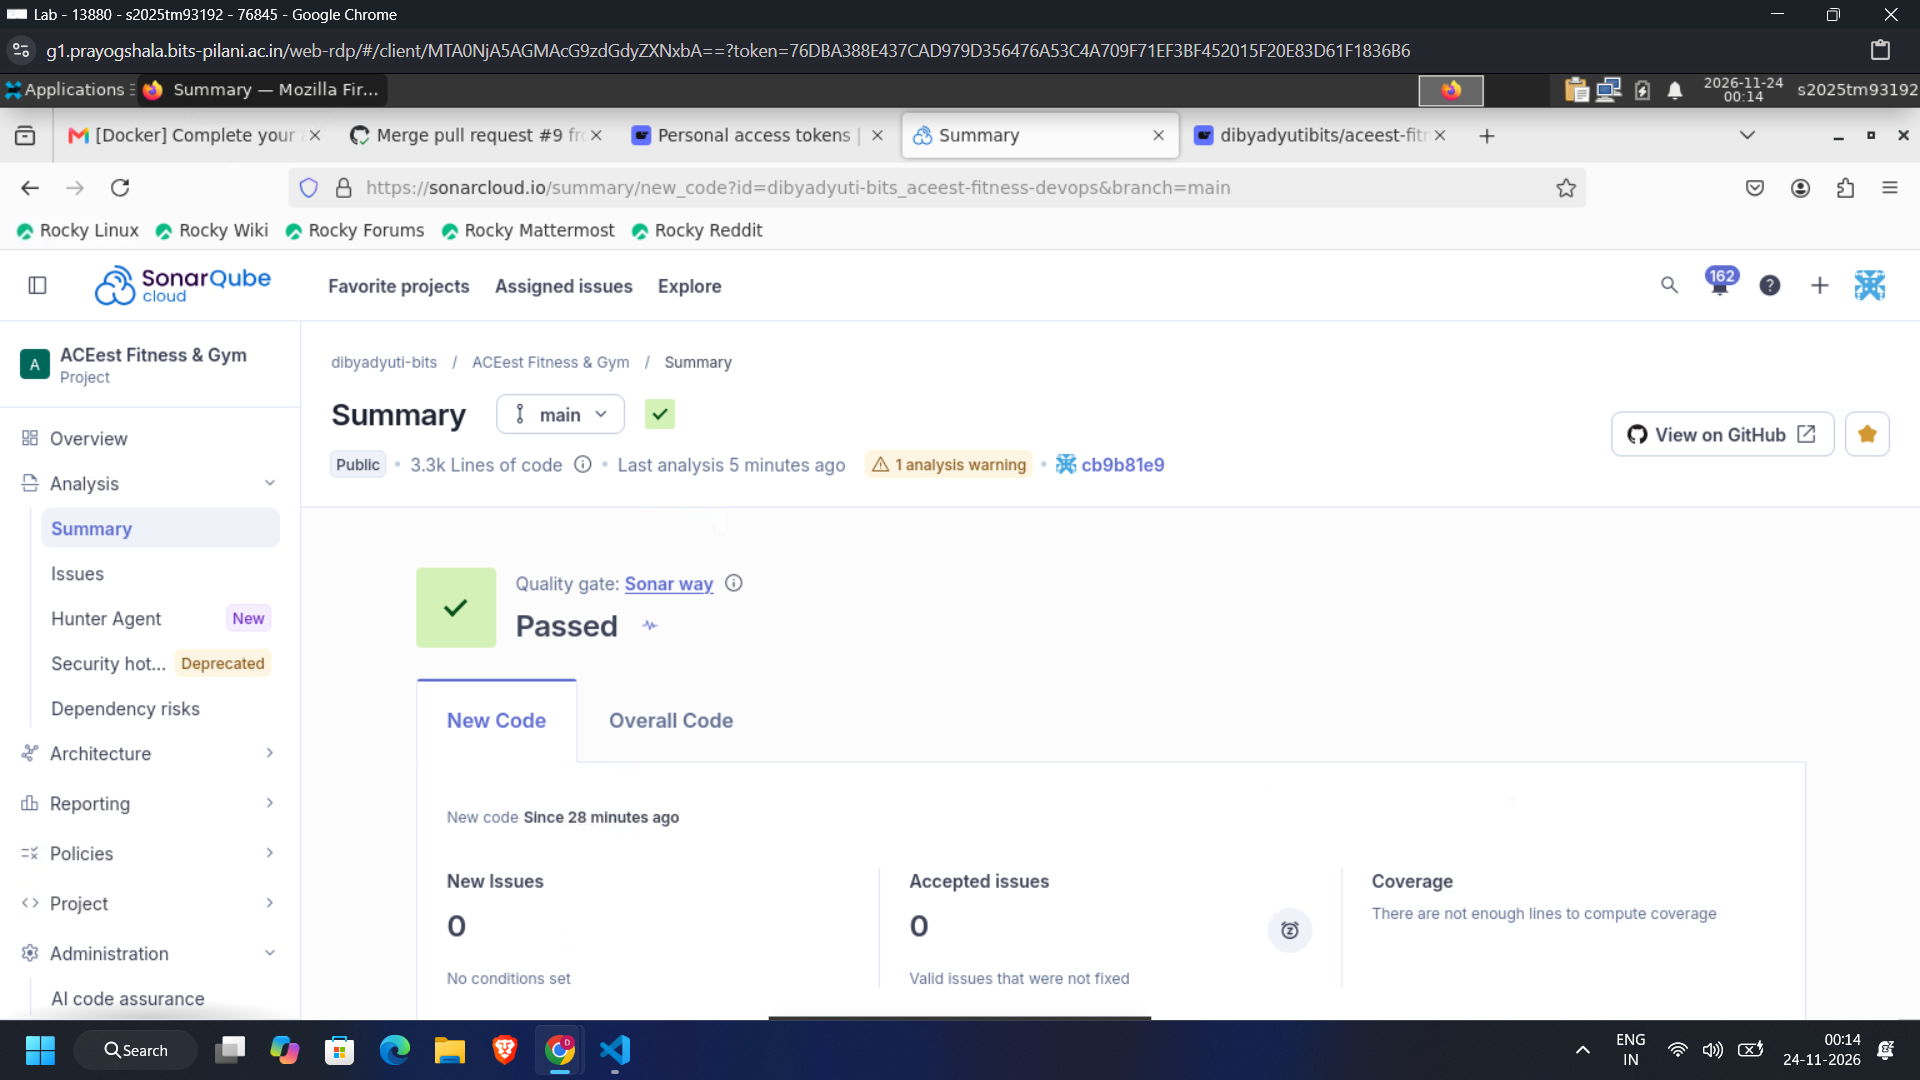 Lab - 13880 - s2025tm93192 - 76845 - Google Chrome
g1.prayogshala.bits-pilani.ac.in/web-rdp/#/client/MTA0NjA5AGMAcG9zdGdyZXNxbA==?token=76DBA388E437CAD979D356476A53C4A709F71EF3BF452015F20E83D61F1836B6
Applications
Summary — Mozilla Fir...
2026-11-24
00:14
s2025tm93192
[Docker] Complete your
Merge pull request #9 fro
Personal access tokens |
Summary
dibyadyutibits/aceest-fitn
https://sonarcloud.io/summary/new_code?id=dibyadyuti-bits_aceest-fitness-devops&branch=main
Rocky Linux
Rocky Wiki
Rocky Forums
Rocky Mattermost
Rocky Reddit
SonarQube cloud
Favorite projects
Assigned issues
Explore
162
A
ACEest Fitness & Gym
Project
Overview
Analysis
Summary
Issues
Hunter Agent New
Security hot... Deprecated
Dependency risks
Architecture
Reporting
Policies
Project
Administration
AI code assurance
dibyadyuti-bits / ACEest Fitness & Gym / Summary
Summary
main
View on GitHub
Public • 3.3k Lines of code • Last analysis 5 minutes ago 1 analysis warning • cb9b81e9
Quality gate: Sonar way
Passed
New Code
Overall Code
New code Since 28 minutes ago
New Issues
0
No conditions set
Accepted issues
0
Valid issues that were not fixed
Coverage
There are not enough lines to compute coverage
Search
ENG
IN
00:14
24-11-2026